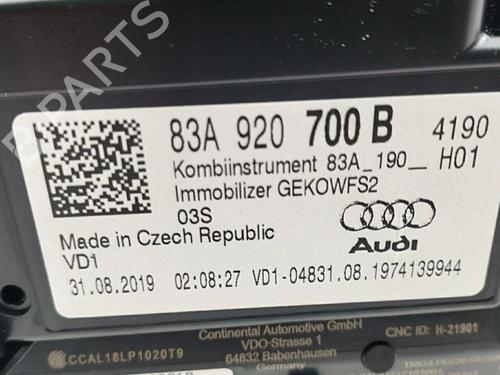 83A 920 700 B 4190
Kombiinstrument 83A_190__ H01
Immobilizer GEKOWFS2
03S
Made in Czech Republic
VD1
Audi
31.08.2019 02:08:27 VD1-04831.08.1974139944
Continental Automotive GmbH
VDO-Strasse 1
64832 Babenhausen
CNC ID: H-21901
CCAL18LP1020T9
B PARTS